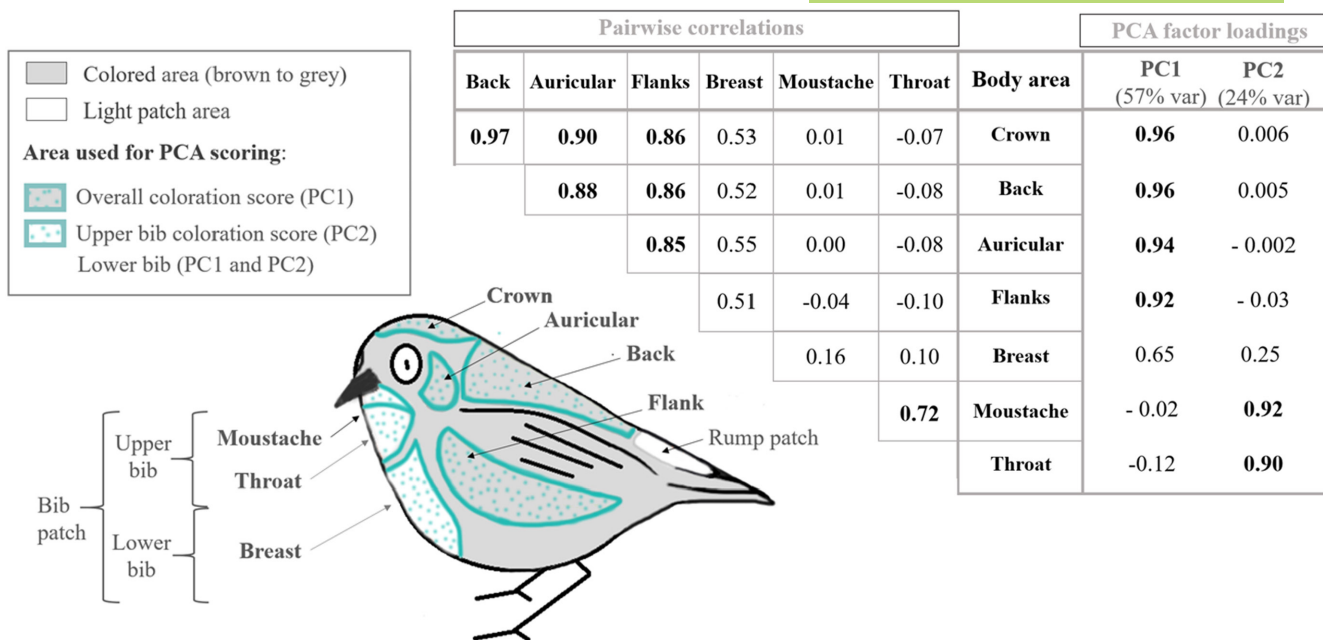 Pairwise correlations
PCA factor loadings
Colored area (brown to grey)
Light patch area
Area used for PCA scoring:
Overall coloration score (PC1)
Upper bib coloration score (PC2)
Lower bib (PC1 and PC2)
Back Auricular Flanks Breast Moustache Throat Body area PC1 (57% var) PC2 (24% var)
0.97 0.90 0.86 0.53 0.01 -0.07 Crown 0.96 0.006
0.88 0.86 0.52 0.01 -0.08 Back 0.96 0.005
0.85 0.55 0.00 -0.08 Auricular 0.94 - 0.002
0.51 -0.04 -0.10 Flanks 0.92 - 0.03
0.16 0.10 Breast 0.65 0.25
0.72 Moustache - 0.02 0.92
Throat -0.12 0.90
Crown
Auricular
Back
Flank
Rump patch
Moustache
Throat
Breast
Upper
bib
Bib
patch
Lower
bib